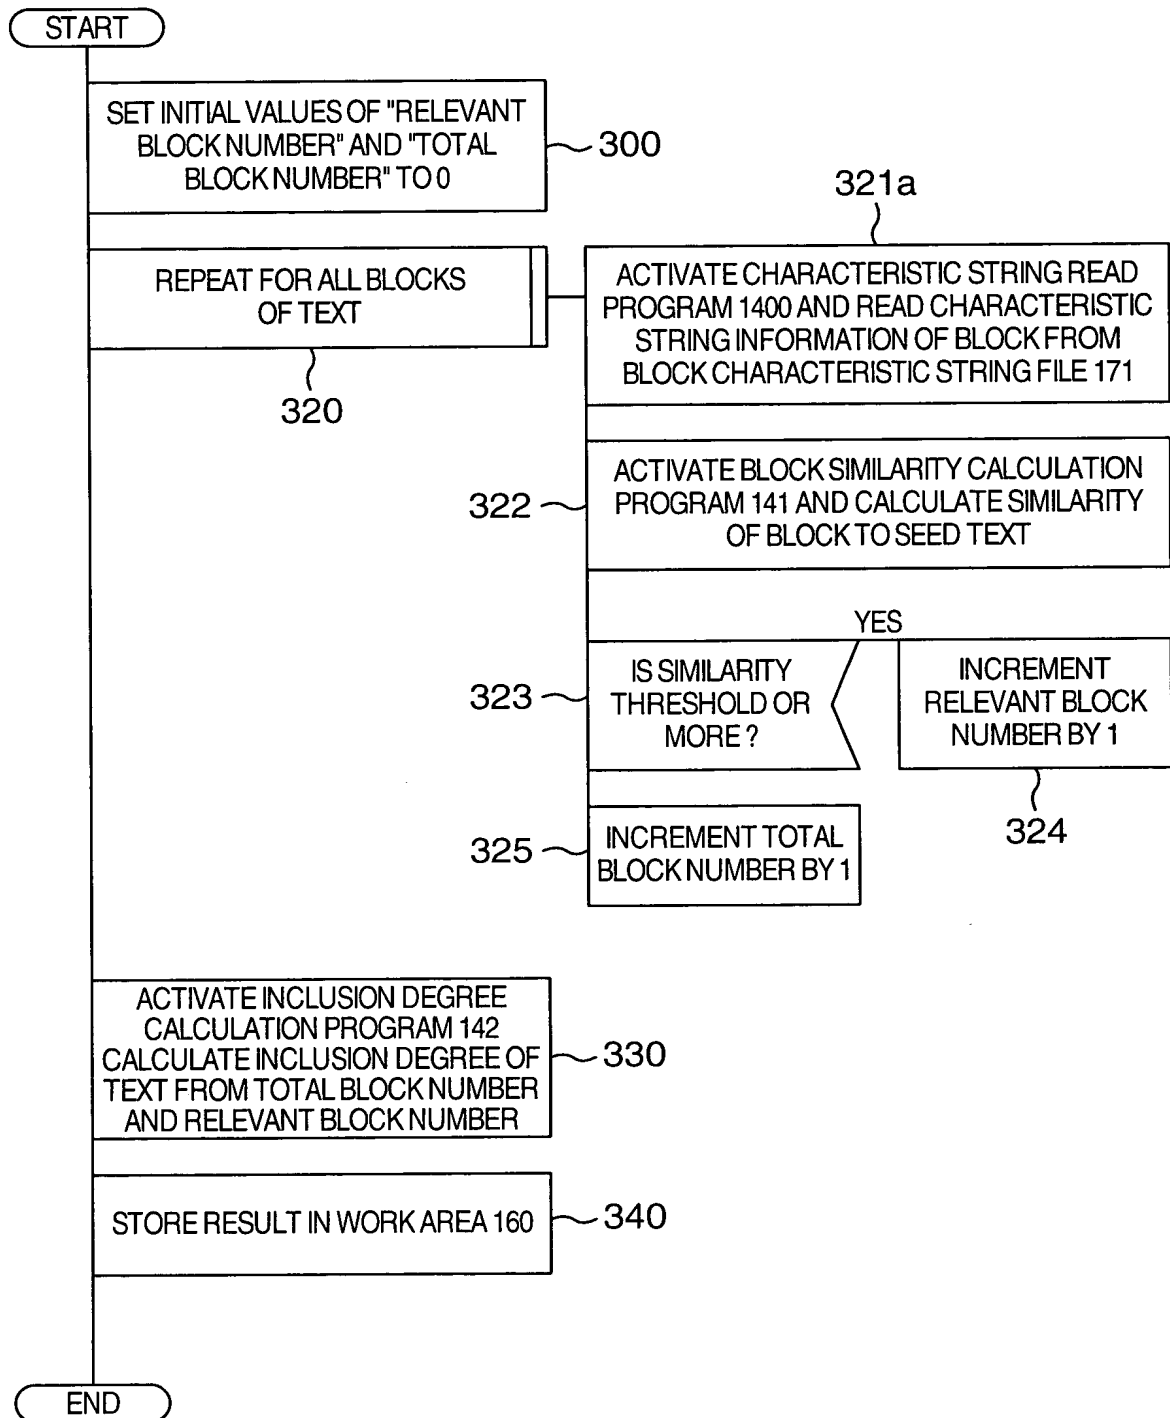 START
SET INITIAL VALUES OF "RELEVANT
BLOCK NUMBER" AND "TOTAL
BLOCK NUMBER" TO 0
300
321a
REPEAT FOR ALL BLOCKS
OF TEXT
320
ACTIVATE CHARACTERISTIC STRING READ
PROGRAM 1400 AND READ CHARACTERISTIC
STRING INFORMATION OF BLOCK FROM
BLOCK CHARACTERISTIC STRING FILE 171
322
ACTIVATE BLOCK SIMILARITY CALCULATION
PROGRAM 141 AND CALCULATE SIMILARITY
OF BLOCK TO SEED TEXT
YES
323
IS SIMILARITY
THRESHOLD OR
MORE ?
INCREMENT
RELEVANT BLOCK
NUMBER BY 1
324
325
INCREMENT TOTAL
BLOCK NUMBER BY 1
ACTIVATE INCLUSION DEGREE
CALCULATION PROGRAM 142
CALCULATE INCLUSION DEGREE OF
TEXT FROM TOTAL BLOCK NUMBER
AND RELEVANT BLOCK NUMBER
330
STORE RESULT IN WORK AREA 160
340
END